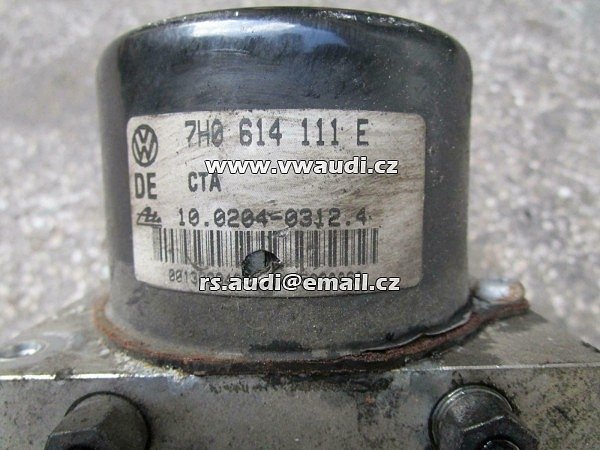 7H0 614 111 E
www.vwaudi.cz
DE CTA
10.0204-0312.4
rs.audi@email.cz